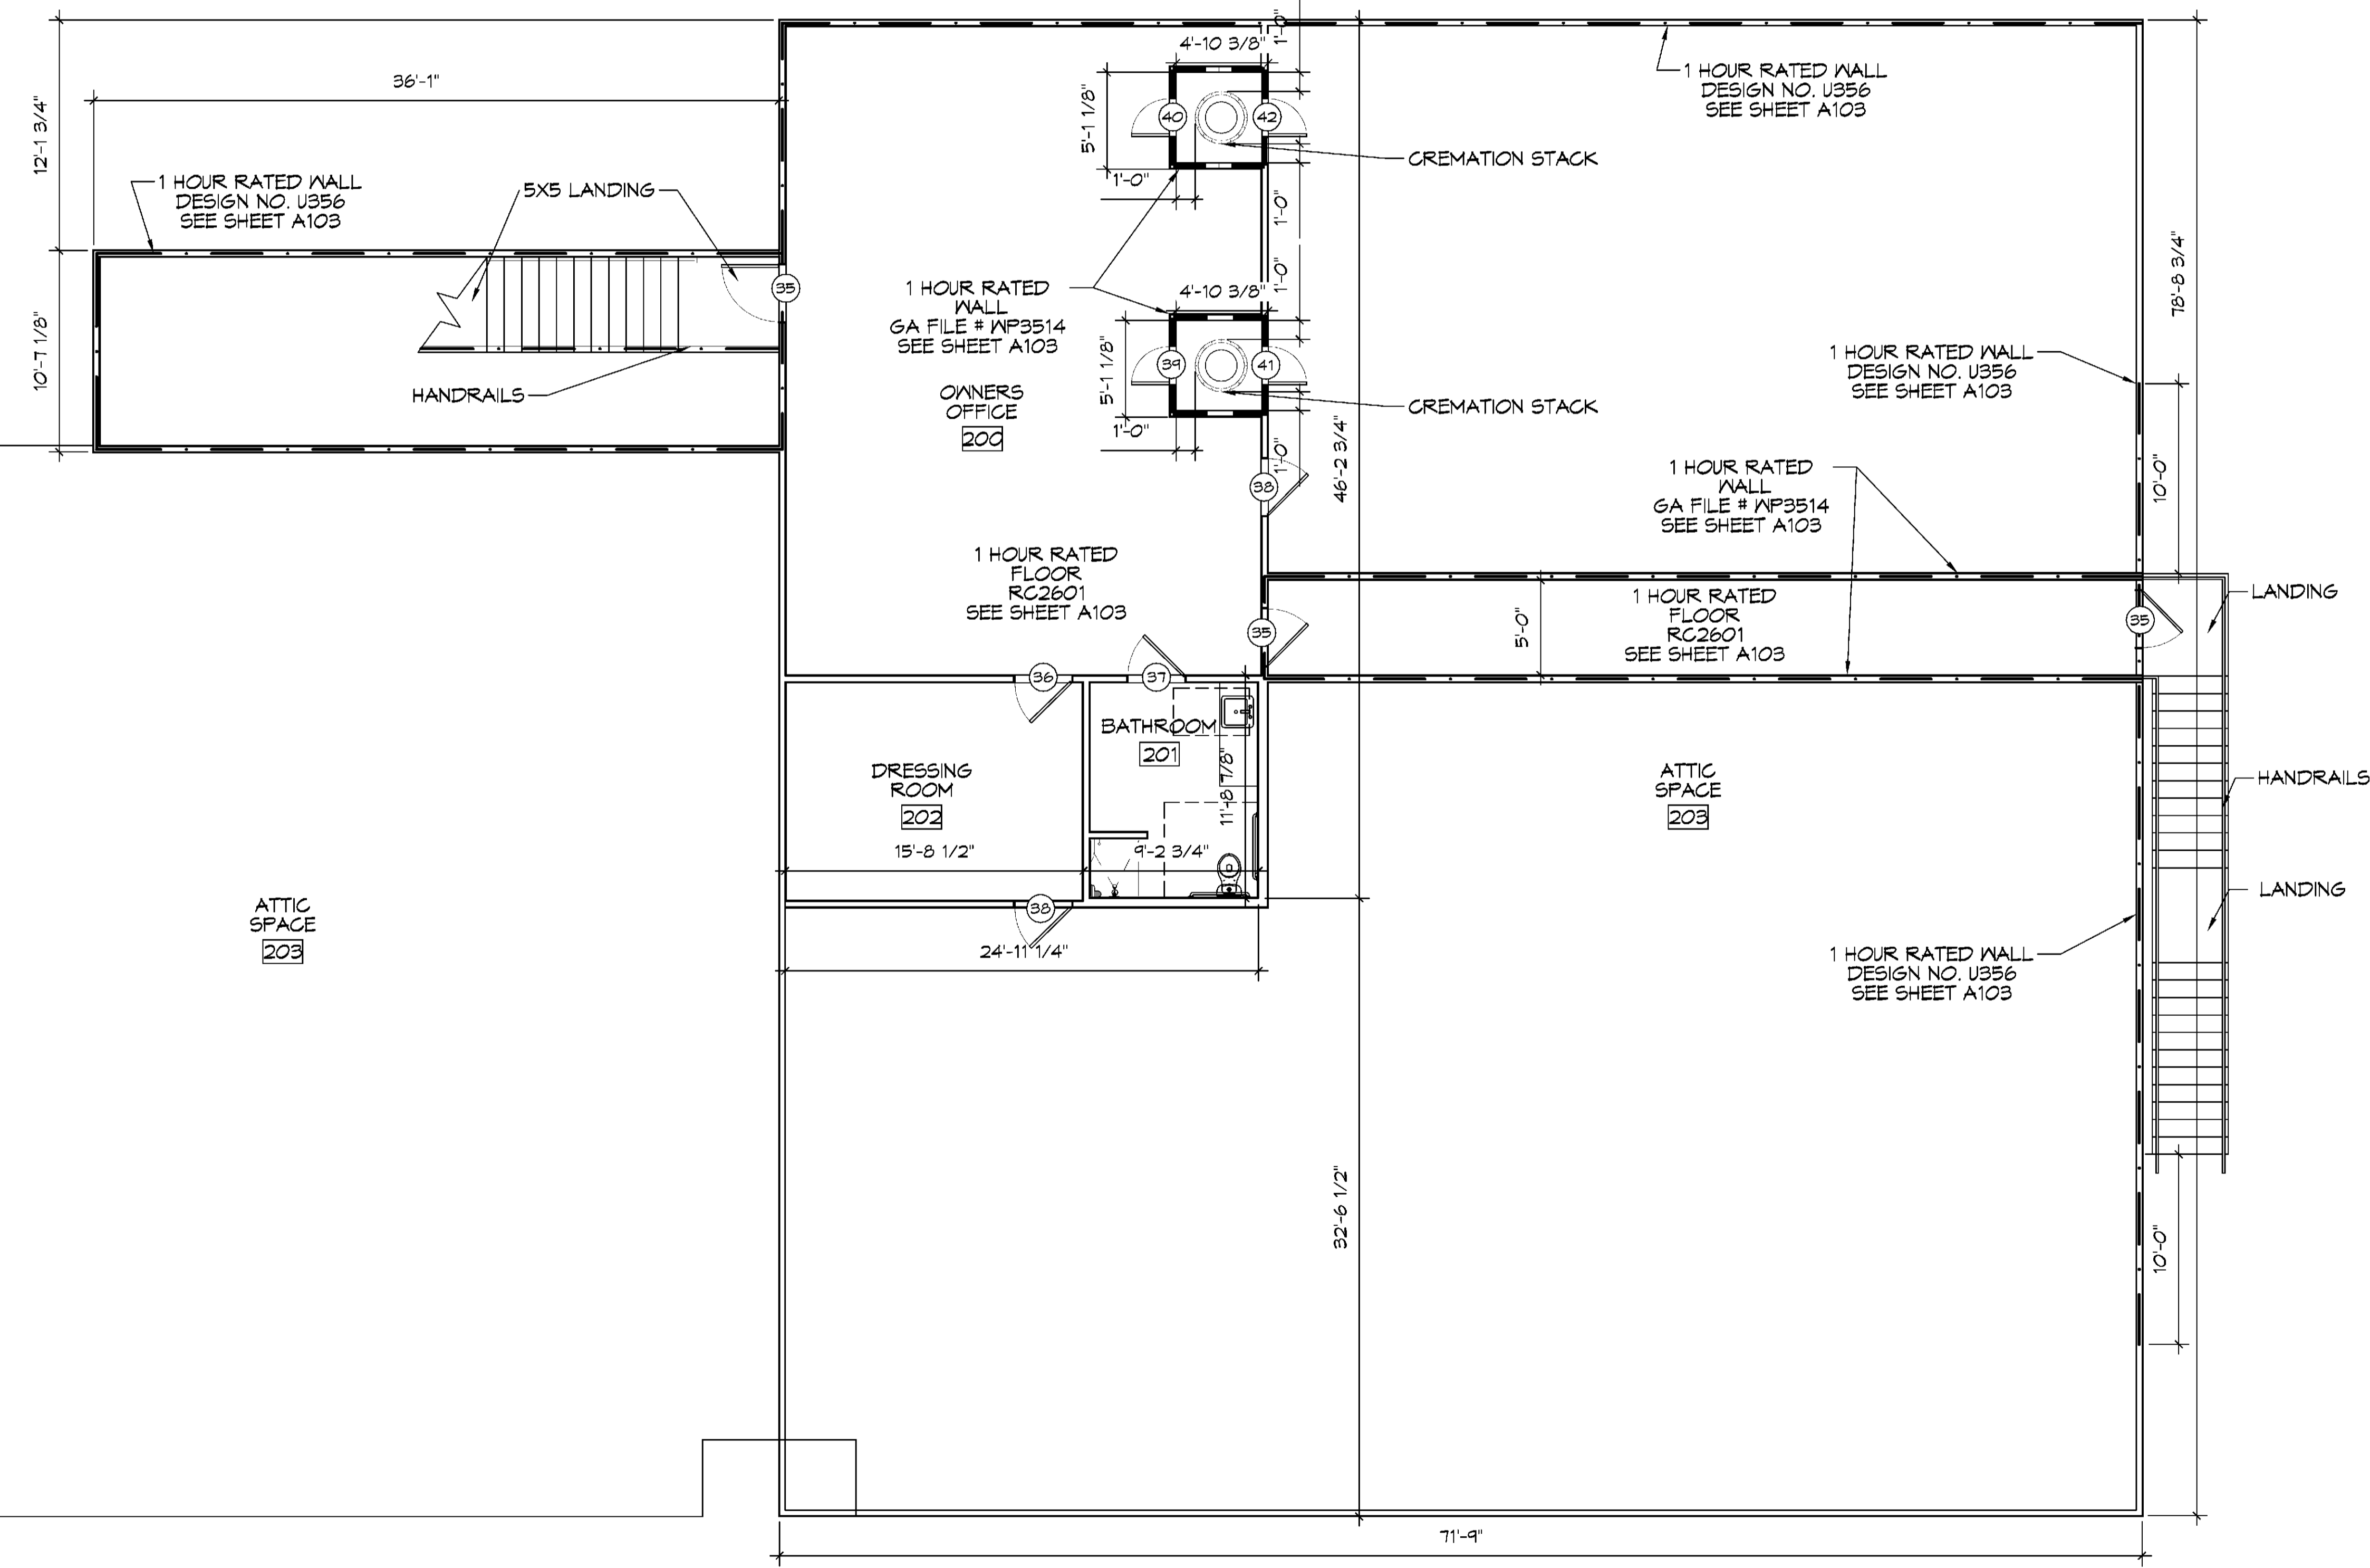 36'-1"
12'-1 3/4"
10'-7 1/8"
1 HOUR RATED WALL
DESIGN NO. U356
SEE SHEET A103
5X5 LANDING
HANDRAILS
35
4'-10 3/8"
1'-0"
5'-1 1/8"
40
42
1'-0"
CREMATION STACK
1 HOUR RATED WALL
DESIGN NO. U356
SEE SHEET A103
1'-0"
1'-0"
1 HOUR RATED
WALL
GA FILE # WP3514
SEE SHEET A103
4'-10 3/8"
5'-1 1/8"
39
41
1'-0"
CREMATION STACK
OWNERS
OFFICE
200
1'-0"
38
46'-2 3/4"
78'-8 3/4"
1 HOUR RATED WALL
DESIGN NO. U356
SEE SHEET A103
10'-0"
1 HOUR RATED
WALL
GA FILE # WP3514
SEE SHEET A103
1 HOUR RATED
FLOOR
RC2601
SEE SHEET A103
35
5'-0"
1 HOUR RATED
FLOOR
RC2601
SEE SHEET A103
35
LANDING
36
37
BATHROOM
201
11'-8 7/8"
DRESSING
ROOM
202
15'-8 1/2"
9'-2 3/4"
38
24'-11 1/4"
ATTIC
SPACE
203
HANDRAILS
LANDING
ATTIC
SPACE
203
1 HOUR RATED WALL
DESIGN NO. U356
SEE SHEET A103
32'-6 1/2"
10'-0"
71'-9"